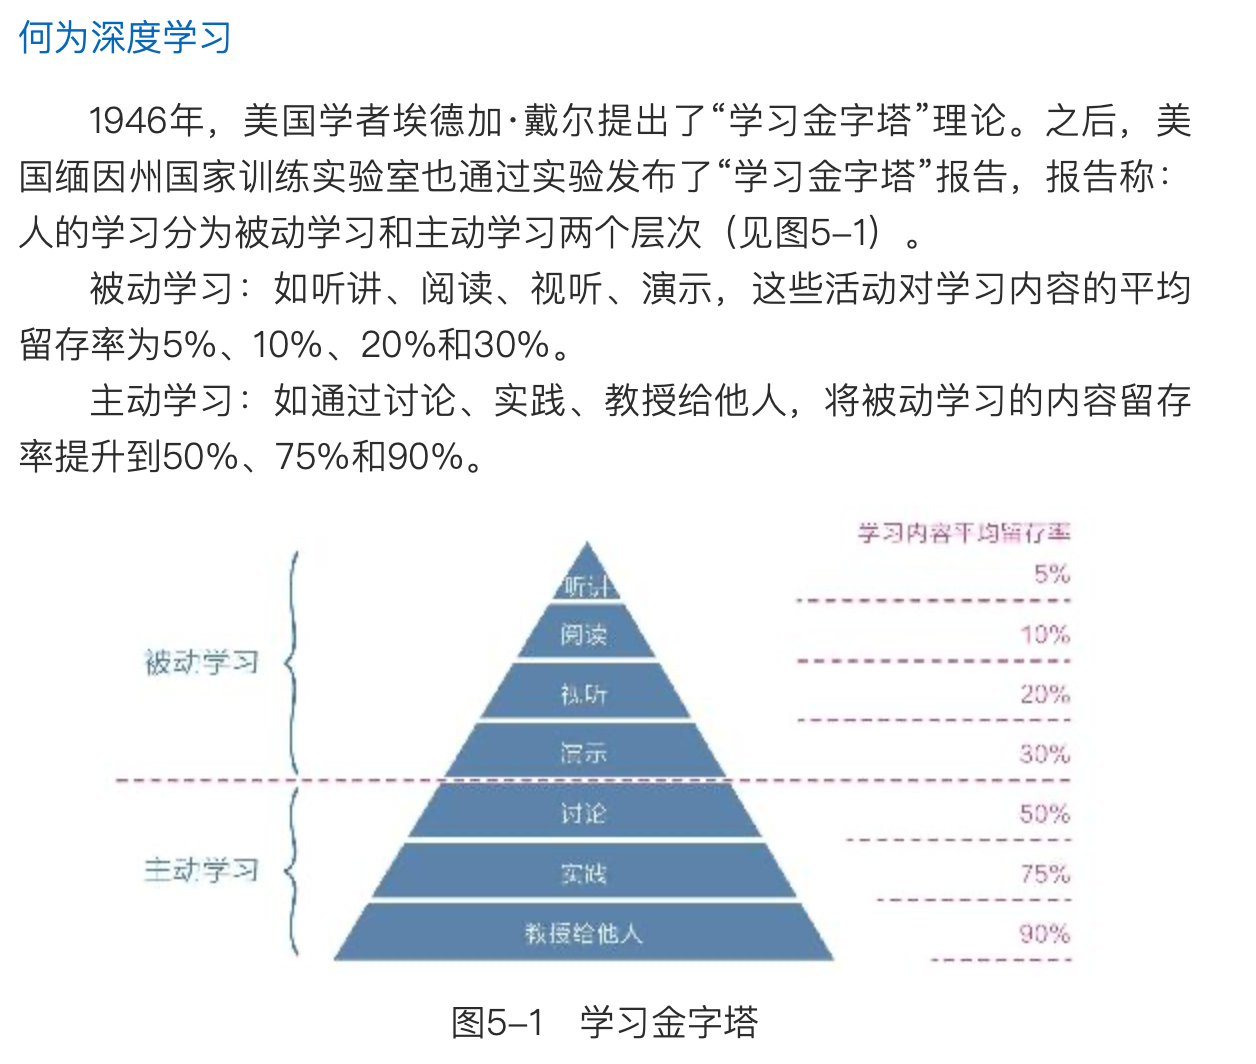 何为深度学习
1946年，美国学者埃德加·戴尔提出了“学习金字塔”理论。之后，美
国缅因州国家训练实验室也通过实验发布了“学习金字塔”报告，报告称：
人的学习分为被动学习和主动学习两个层次（见图5–1）。
被动学习：如听讲、阅读、视听、演示，这些活动对学习内容的平均
留存率为5%、10%、20%和30%。
主动学习：如通过讨论、实践、教授给他人，将被动学习的内容留存
率提升到50%、75%和90%。
学习内容平均留存率
听讲
5%
阅读
10%
被动学习
视听
20%
演示
30%
讨论
50%
主动学习
实践
75%
教授给他人
90%
图5–1 学习金字塔